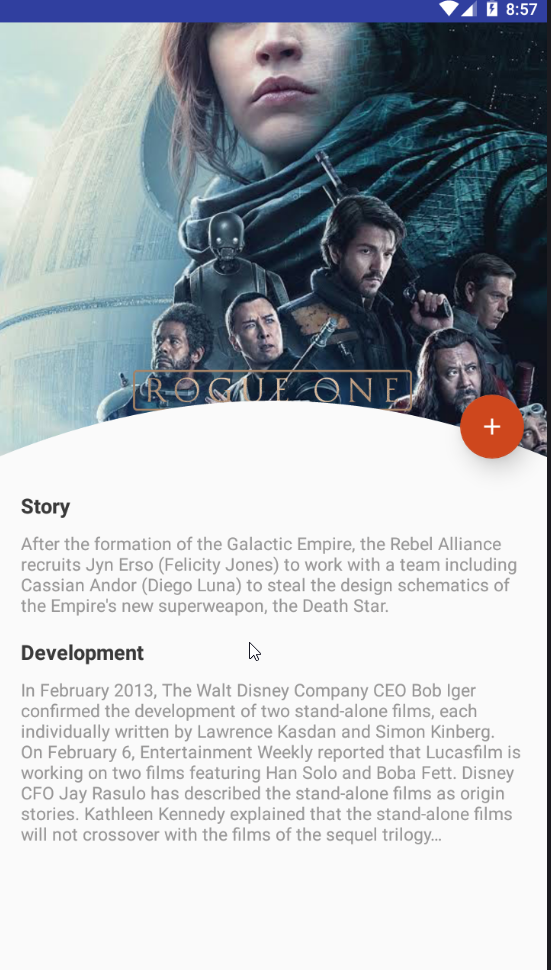 8:57
ROGUE ONE
+
Story
After the formation of the Galactic Empire, the Rebel Alliance
recruits Jyn Erso (Felicity Jones) to work with a team including
Cassian Andor (Diego Luna) to steal the design schematics of
the Empire's new superweapon, the Death Star.
Development
In February 2013, The Walt Disney Company CEO Bob Iger
confirmed the development of two stand-alone films, each
individually written by Lawrence Kasdan and Simon Kinberg.
On February 6, Entertainment Weekly reported that Lucasfilm is
working on two films featuring Han Solo and Boba Fett. Disney
CFO Jay Rasulo has described the stand-alone films as origin
stories. Kathleen Kennedy explained that the stand-alone films
will not crossover with the films of the sequel trilogy…